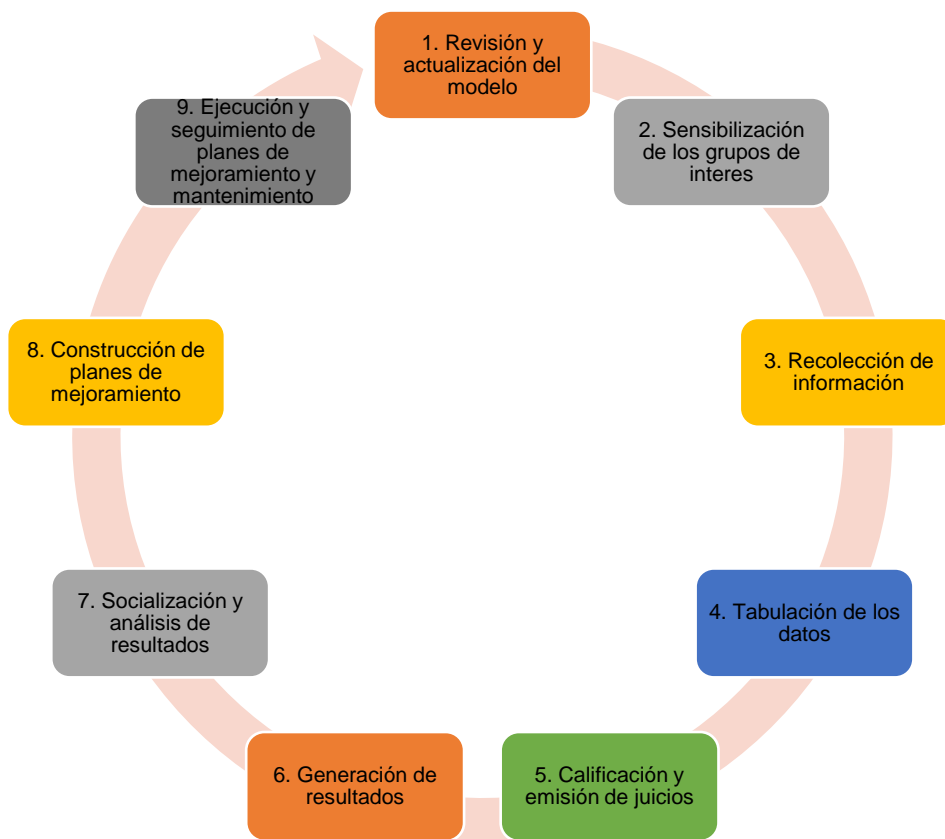 1. Revisión y
actualización del
modelo
2. Sensibilización
de los grupos de
interes
3. Recolección de
información
4. Tabulación de los
datos
5. Calificación y
emisión de juicios
6. Generación de
resultados
7. Socialización y
análisis de
resultados
8. Construcción de
planes de
mejoramiento
9. Ejecución y
seguimiento de
planes de
mejoramiento y
mantenimiento